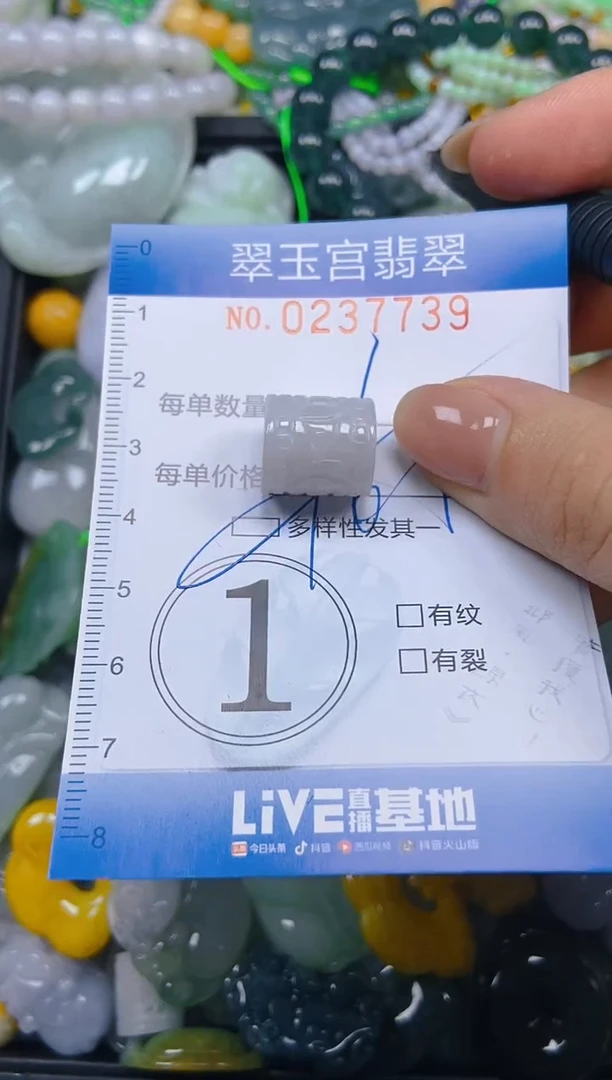 翠玉宫翡翠
NO. 0237739
0
1
2
3
4
5
6
7
8
每单数量
每单价格
多样性发其一
1
有纹
有裂
LiVE直播基地
今日头条 抖音 西瓜视频 抖音火山版